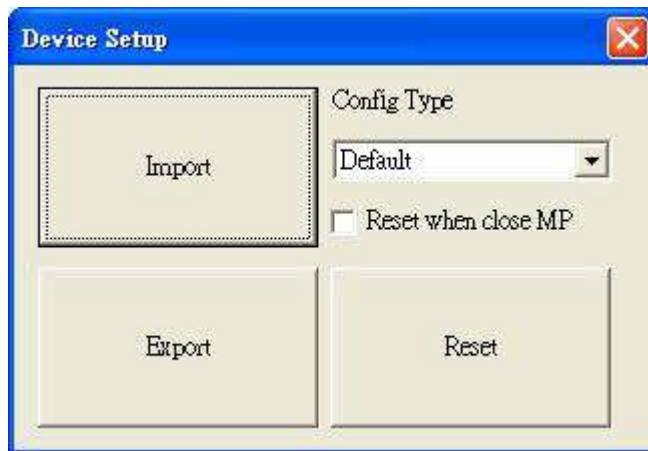 Device Setup
Import
Config Type
Default
Reset when close MP
Export
Reset